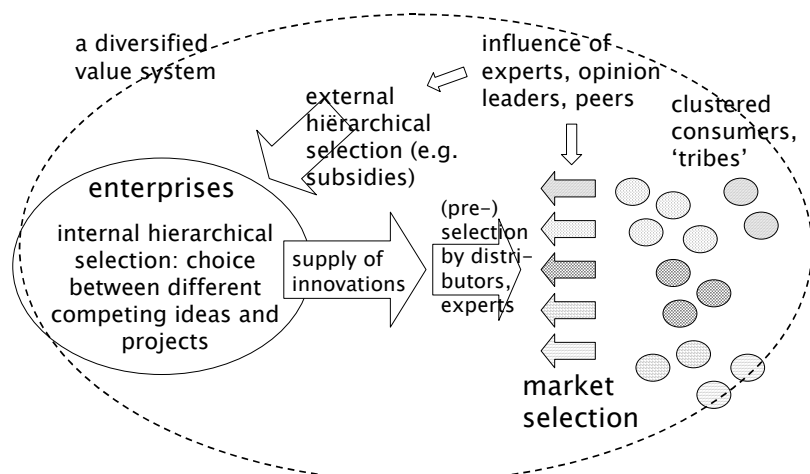 a diversified
value system
influence of
experts, opinion
leaders, peers
external
hiërarchical
selection (e.g.
subsidies)
clustered
consumers,
‘tribes’
enterprises
internal hierarchical
selection: choice
between different
competing ideas and
projects
supply of
innovations
(pre-)
selection
by distri-
butors,
experts
market
selection